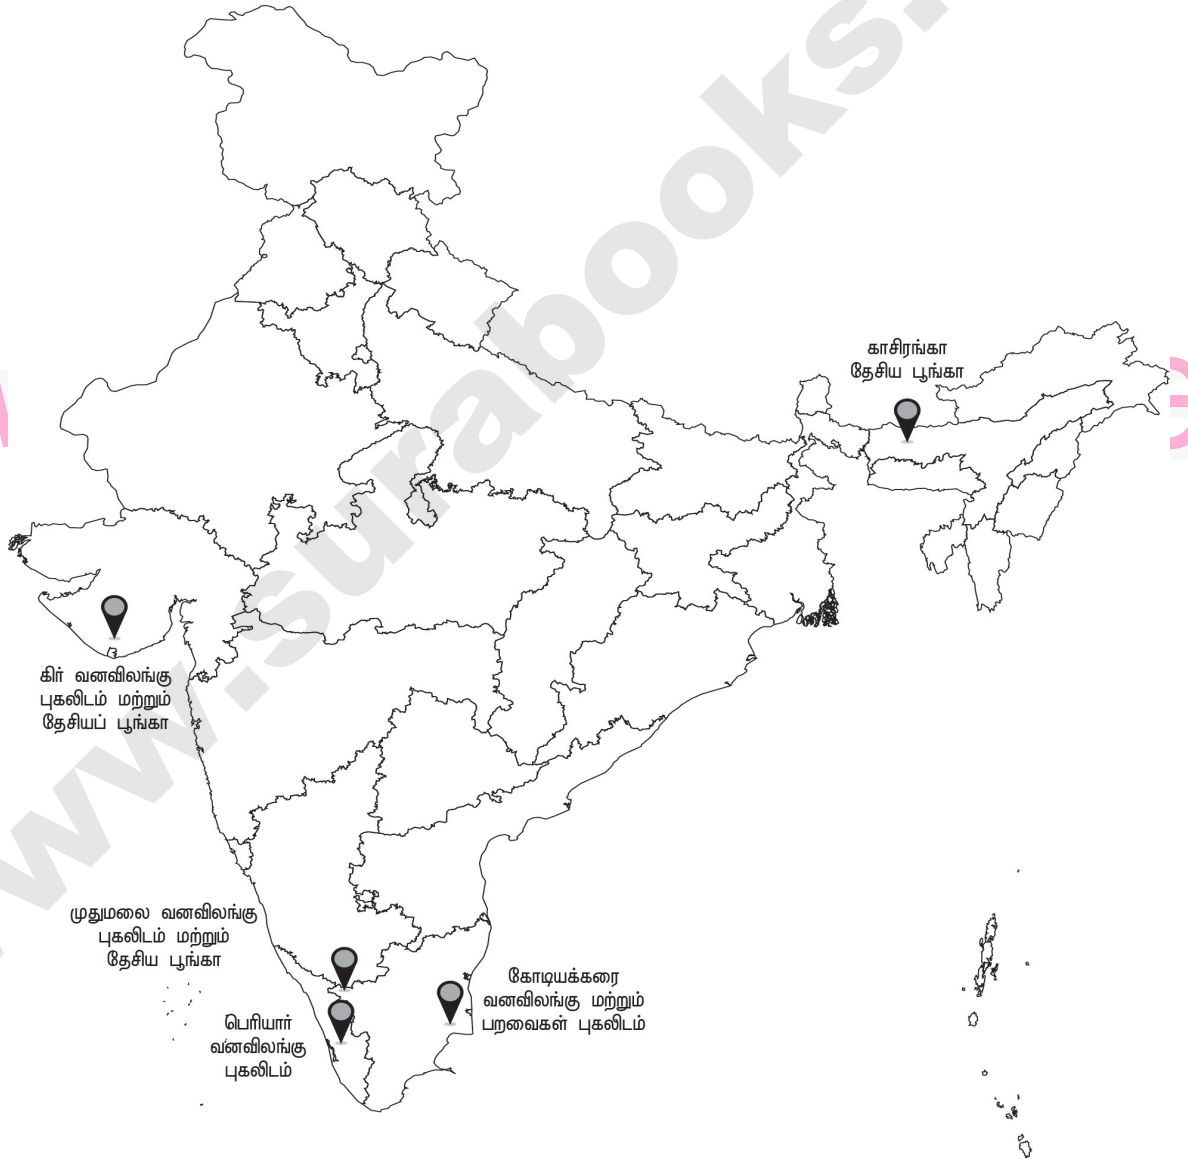 காசிரங்கா
தேசிய பூங்கா
கிர் வனவிலங்கு
புகலிடம் மற்றும்
தேசியப் பூங்கா
முதுமலை வனவிலங்கு
புகலிடம் மற்றும்
தேசிய பூங்கா
கோடியக்கரை
வனவிலங்கு மற்றும்
பறவைகள் புகலிடம்
பெரியார்
வனவிலங்கு
புகலிடம்
www.surabooks.